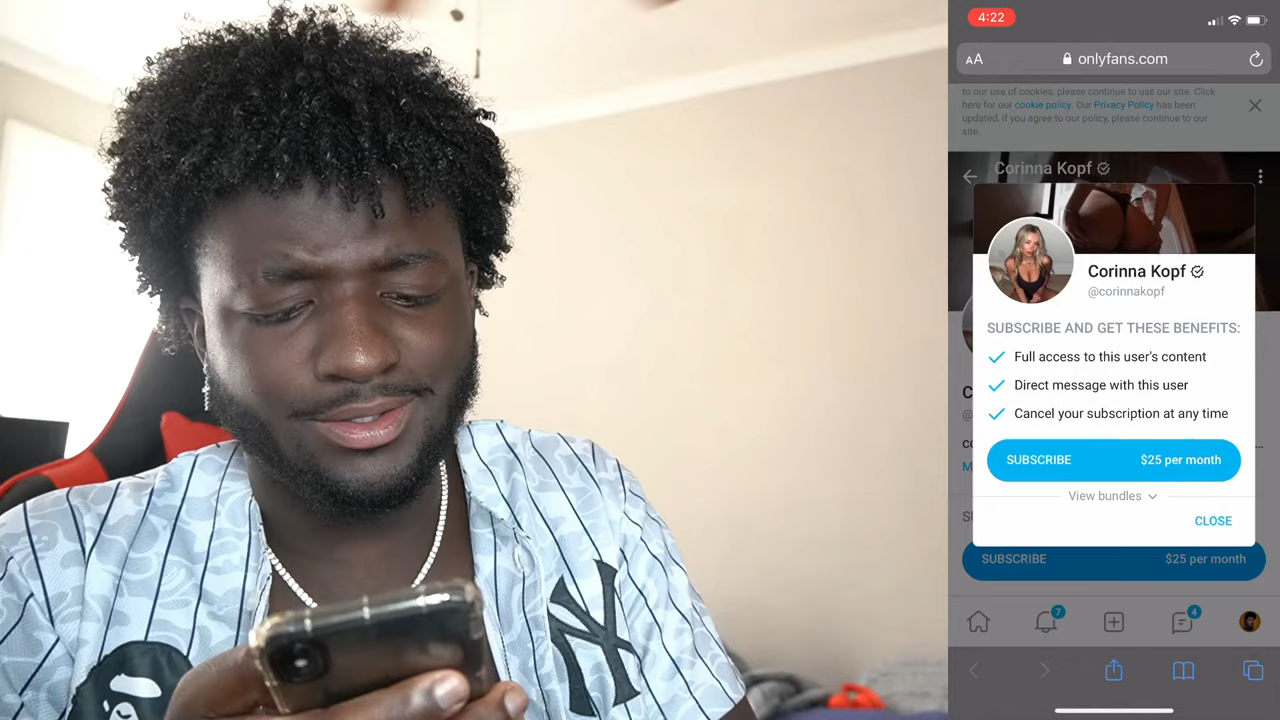 NY
4:22
AA
onlyfans.com
to our use of cookies, please continue to use our site. Click
here for our cookie policy. Our Privacy Policy has been
updated, if you agree to our policy, please continue to our
site.
Corinna Kopf
Corinna Kopf
@corinnakopf
SUBSCRIBE AND GET THESE BENEFITS:
Full access to this user's content
Direct message with this user
Cancel your subscription at any time
SUBSCRIBE $25 per month
View bundles
CLOSE
SUBSCRIBE $25 per month
7
4